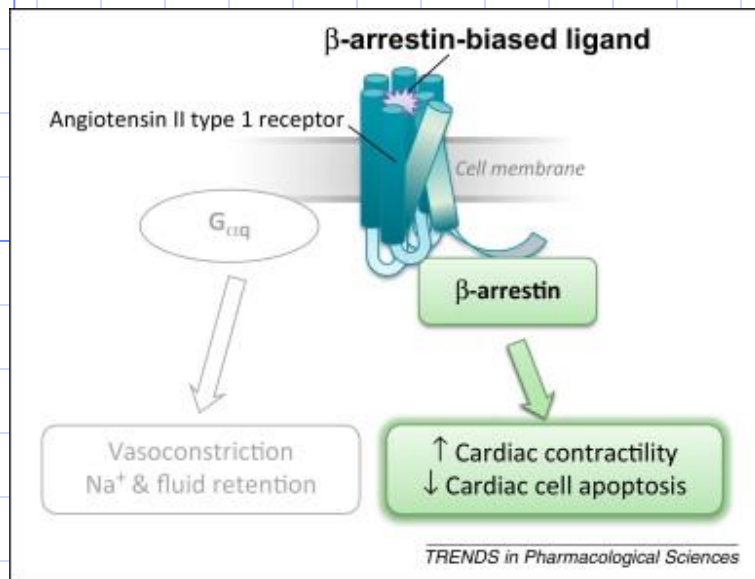 β-arrestin-biased ligand
Angiotensin II type 1 receptor
Cell membrane
Gαq
β-arrestin
Vasoconstriction
Na⁺ & fluid retention
↑ Cardiac contractility
↓ Cardiac cell apoptosis
TRENDS in Pharmacological Sciences